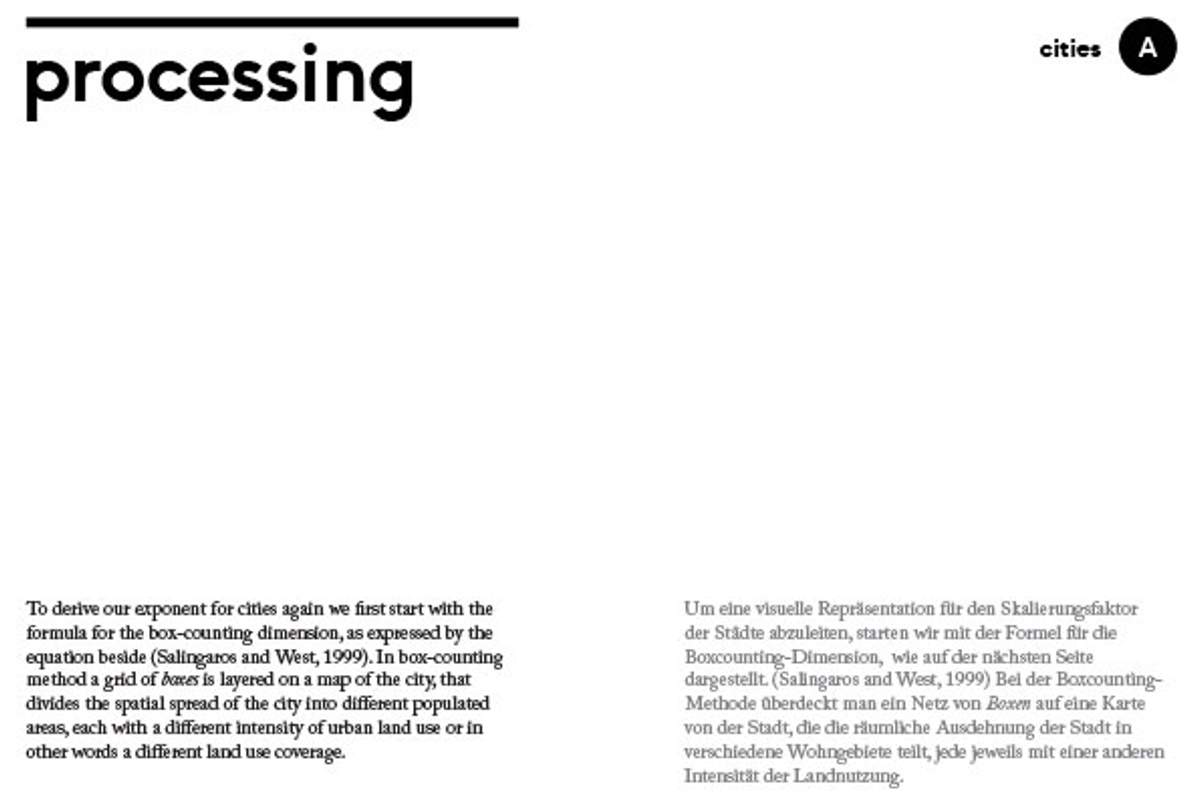 processing
cities A
To derive our exponent for cities again we first start with the
formula for the box-counting dimension, as expressed by the
equation beside (Salingaros and West, 1999). In box-counting
method a grid of boxes is layered on a map of the city, that
divides the spatial spread of the city into different populated
areas, each with a different intensity of urban land use or in
other words a different land use coverage.
Um eine visuelle Repräsentation für den Skalierungsfaktor
der Städte abzuleiten, starten wir mit der Formel für die
Boxcounting-Dimension, wie auf der nächsten Seite
dargestellt. (Salingaros and West, 1999) Bei der Boxcounting-
Methode überdeckt man ein Netz von Boxen auf eine Karte
von der Stadt, die die räumliche Ausdehnung der Stadt in
verschiedene Wohngebiete teilt, jede jeweils mit einer anderen
Intensität der Landnutzung.